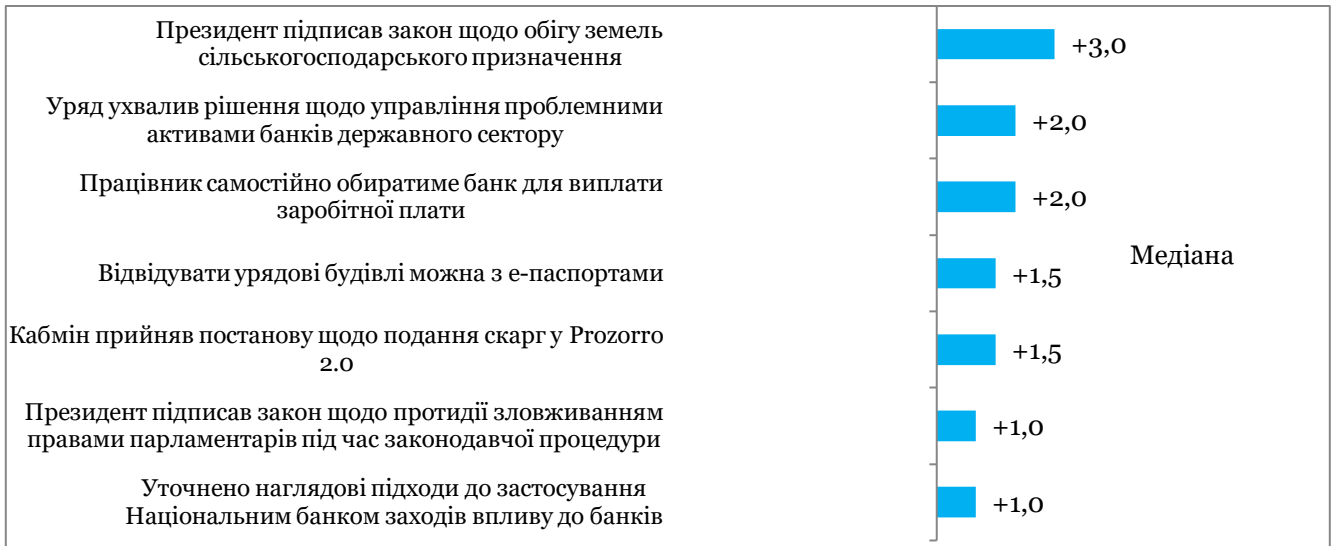 Президент підписав закон щодо обігу земель
сільськогосподарського призначення
+3,0
Уряд ухвалив рішення щодо управління проблемними
активами банків державного сектору
+2,0
Працівник самостійно обиратиме банк для виплати
заробітної плати
+2,0
Медіана
Відвідувати урядові будівлі можна з е-паспортами
+1,5
Кабмін прийняв постанову щодо подання скарг у Prozorro
2.0
+1,5
Президент підписав закон щодо протидії зловживанням
правами парламентарів під час законодавчої процедури
+1,0
Уточнено наглядові підходи до застосування
Національним банком заходів впливу до банків
+1,0